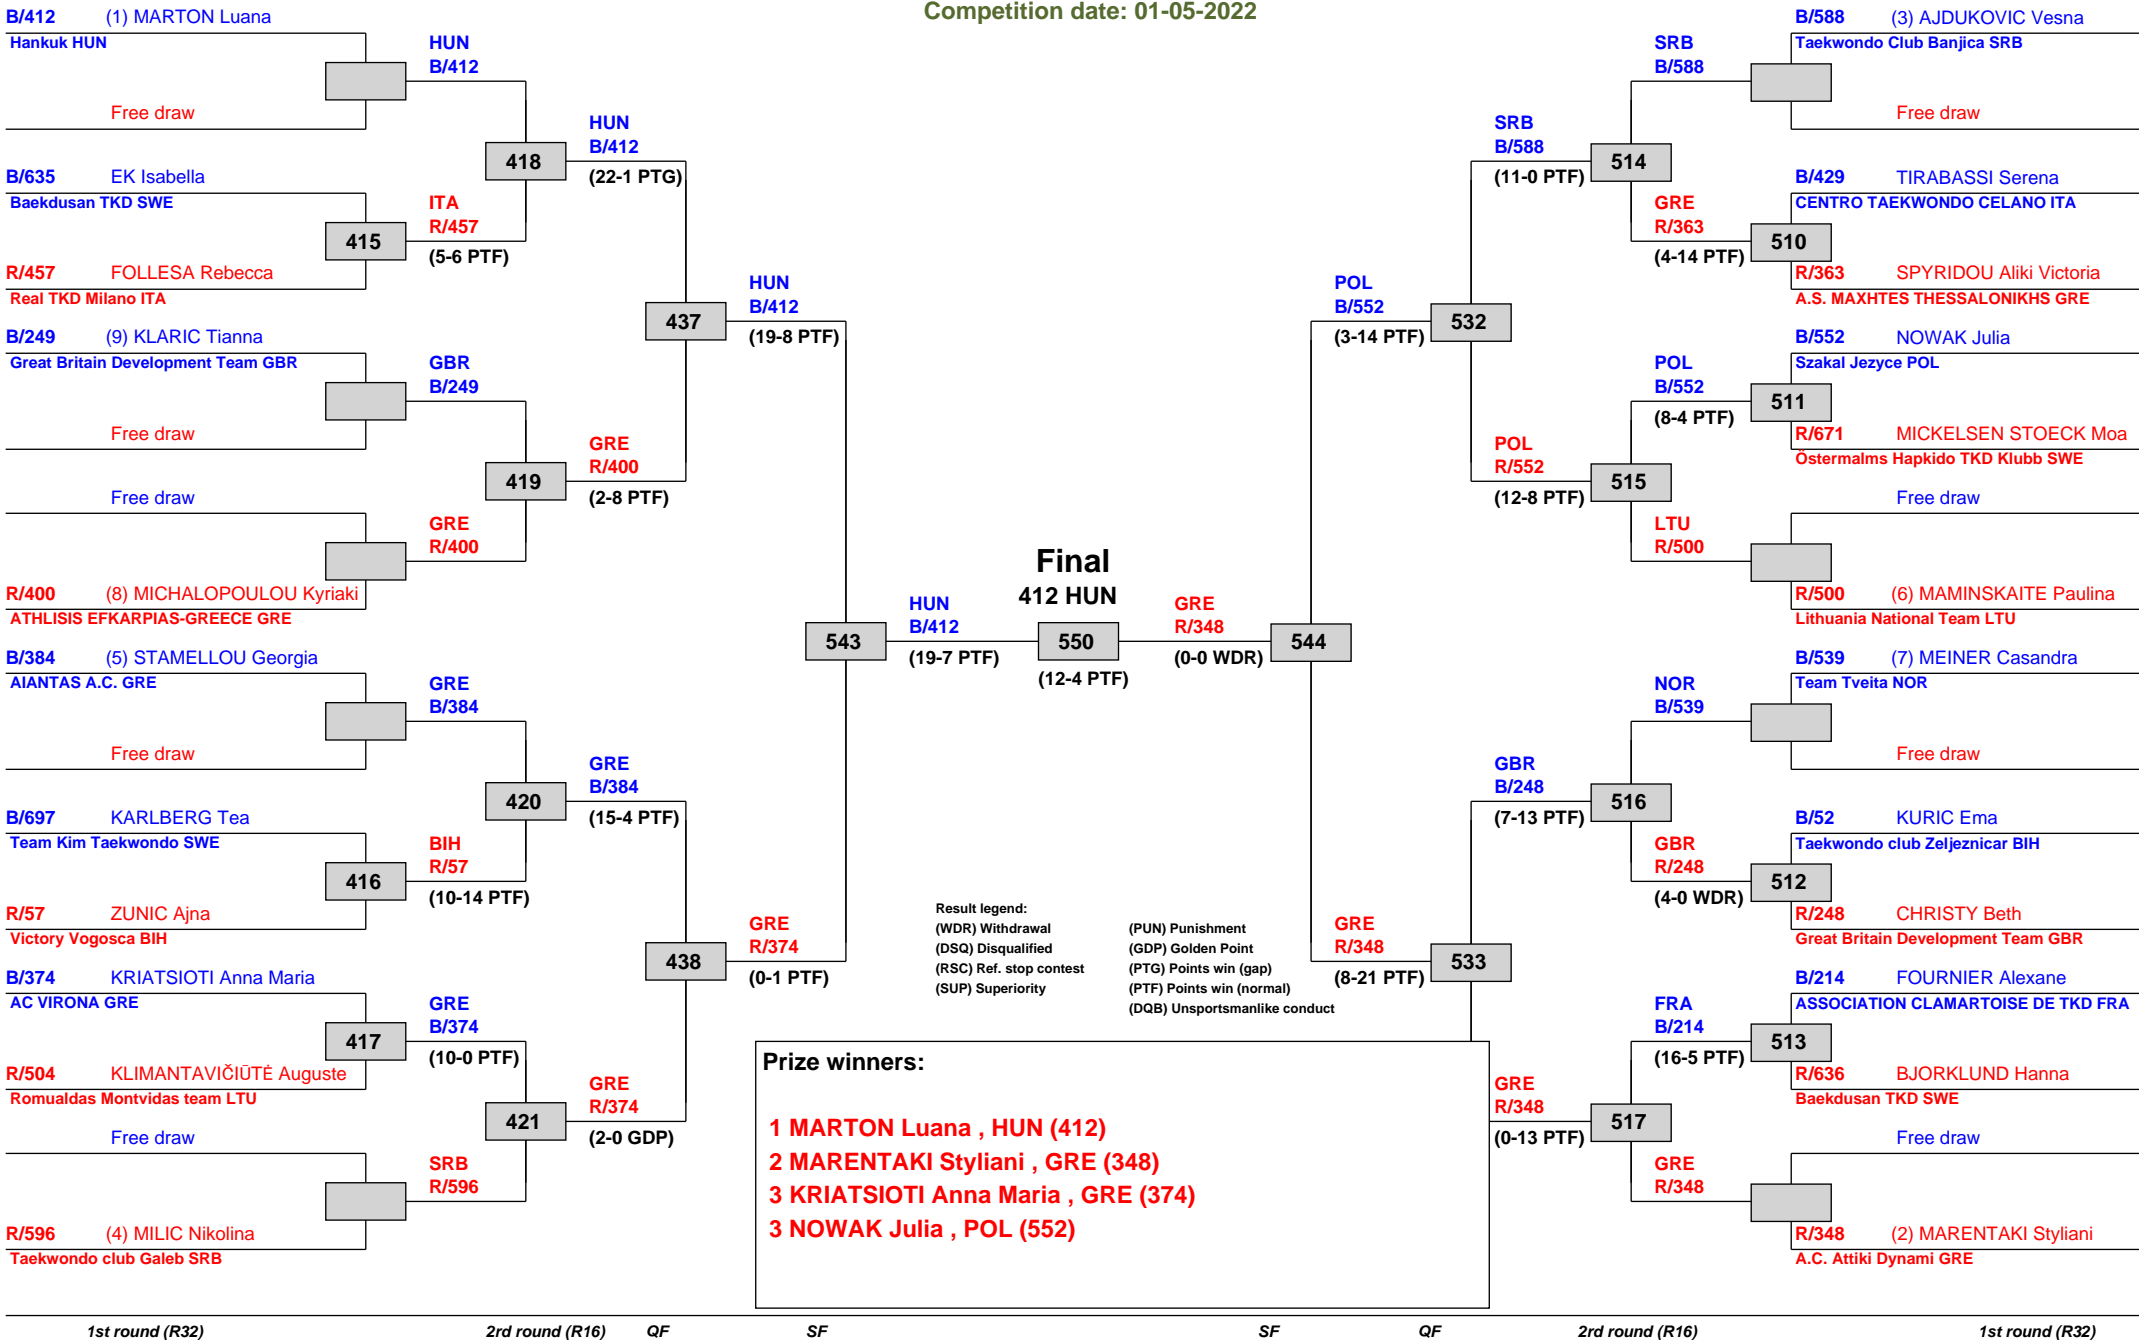 Competition date: 01-05-2022
B/412 (1) MARTON Luana
Hankuk HUN
Free draw
B/635 EK Isabella
Baekdusan TKD SWE
415
R/457 FOLLESA Rebecca
Real TKD Milano ITA
B/249 (9) KLARIC Tianna
Great Britain Development Team GBR
Free draw
Free draw
R/400 (8) MICHALOPOULOU Kyriaki
ATHLISIS EFKARPIAS-GREECE GRE
B/384 (5) STAMELLOU Georgia
AIANTAS A.C. GRE
Free draw
B/697 KARLBERG Tea
Team Kim Taekwondo SWE
416
R/57 ZUNIC Ajna
Victory Vogosca BIH
B/374 KRIATSIOTI Anna Maria
AC VIRONA GRE
417
R/504 KLIMANTAVIČIŪTĖ Auguste
Romualdas Montvidas team LTU
Free draw
R/596 (4) MILIC Nikolina
Taekwondo club Galeb SRB
HUN
B/412
418
ITA
R/457
(5-6 PTF)
GBR
B/249
419
GRE
R/400
GRE
B/384
420
BIH
R/57
(10-14 PTF)
GRE
B/374
(10-0 PTF)
421
SRB
R/596
HUN
B/412
(22-1 PTG)
437
GRE
R/400
(2-8 PTF)
GRE
B/384
(15-4 PTF)
438
GRE
R/374
(2-0 GDP)
HUN
B/412
(19-8 PTF)
543
GRE
R/374
(0-1 PTF)
HUN
B/412
(19-7 PTF)
Final
412 HUN
550
(12-4 PTF)
GRE
R/348
(0-0 WDR)
544
POL
B/552
(3-14 PTF)
532
GRE
R/348
(8-21 PTF)
533
SRB
B/588
(11-0 PTF)
514
POL
R/552
(12-8 PTF)
515
GBR
B/248
(7-13 PTF)
516
GRE
R/348
(0-13 PTF)
517
SRB
B/588
GRE
R/363
(4-14 PTF)
510
POL
B/552
(8-4 PTF)
511
LTU
R/500
NOR
B/539
GBR
R/248
(4-0 WDR)
512
FRA
B/214
(16-5 PTF)
513
GRE
R/348
B/588 (3) AJDUKOVIC Vesna
Taekwondo Club Banjica SRB
Free draw
B/429 TIRABASSI Serena
CENTRO TAEKWONDO CELANO ITA
R/363 SPYRIDOU Aliki Victoria
A.S. MAXHTES THESSALONIKHS GRE
B/552 NOWAK Julia
Szakal Jezyce POL
R/671 MICKELSEN STOECK Moa
Östermalms Hapkido TKD Klubb SWE
Free draw
R/500 (6) MAMINSKAITE Paulina
Lithuania National Team LTU
B/539 (7) MEINER Casandra
Team Tveita NOR
Free draw
B/52 KURIC Ema
Taekwondo club Zeljeznicar BIH
R/248 CHRISTY Beth
Great Britain Development Team GBR
B/214 FOURNIER Alexane
ASSOCIATION CLAMARTOISE DE TKD FRA
R/636 BJORKLUND Hanna
Baekdusan TKD SWE
Free draw
R/348 (2) MARENTAKI Styliani
A.C. Attiki Dynami GRE
Result legend:
(WDR) Withdrawal
(DSQ) Disqualified
(RSC) Ref. stop contest
(SUP) Superiority
(PUN) Punishment
(GDP) Golden Point
(PTG) Points win (gap)
(PTF) Points win (normal)
(DQB) Unsportsmanlike conduct
Prize winners:
1 MARTON Luana , HUN (412)
2 MARENTAKI Styliani , GRE (348)
3 KRIATSIOTI Anna Maria , GRE (374)
3 NOWAK Julia , POL (552)
1st round (R32) 2rd round (R16) QF SF SF QF 2rd round (R16) 1st round (R32)